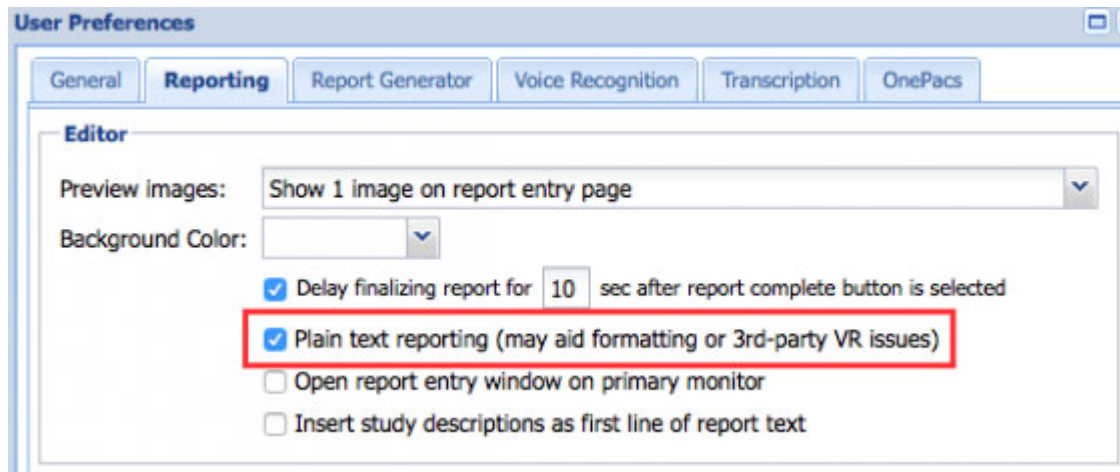 User Preferences
General Reporting Report Generator Voice Recognition Transcription OnePacs
Editor
Preview images: Show 1 image on report entry page
Background Color:
Delay finalizing report for 10 sec after report complete button is selected
Plain text reporting (may aid formatting or 3rd-party VR issues)
Open report entry window on primary monitor
Insert study descriptions as first line of report text